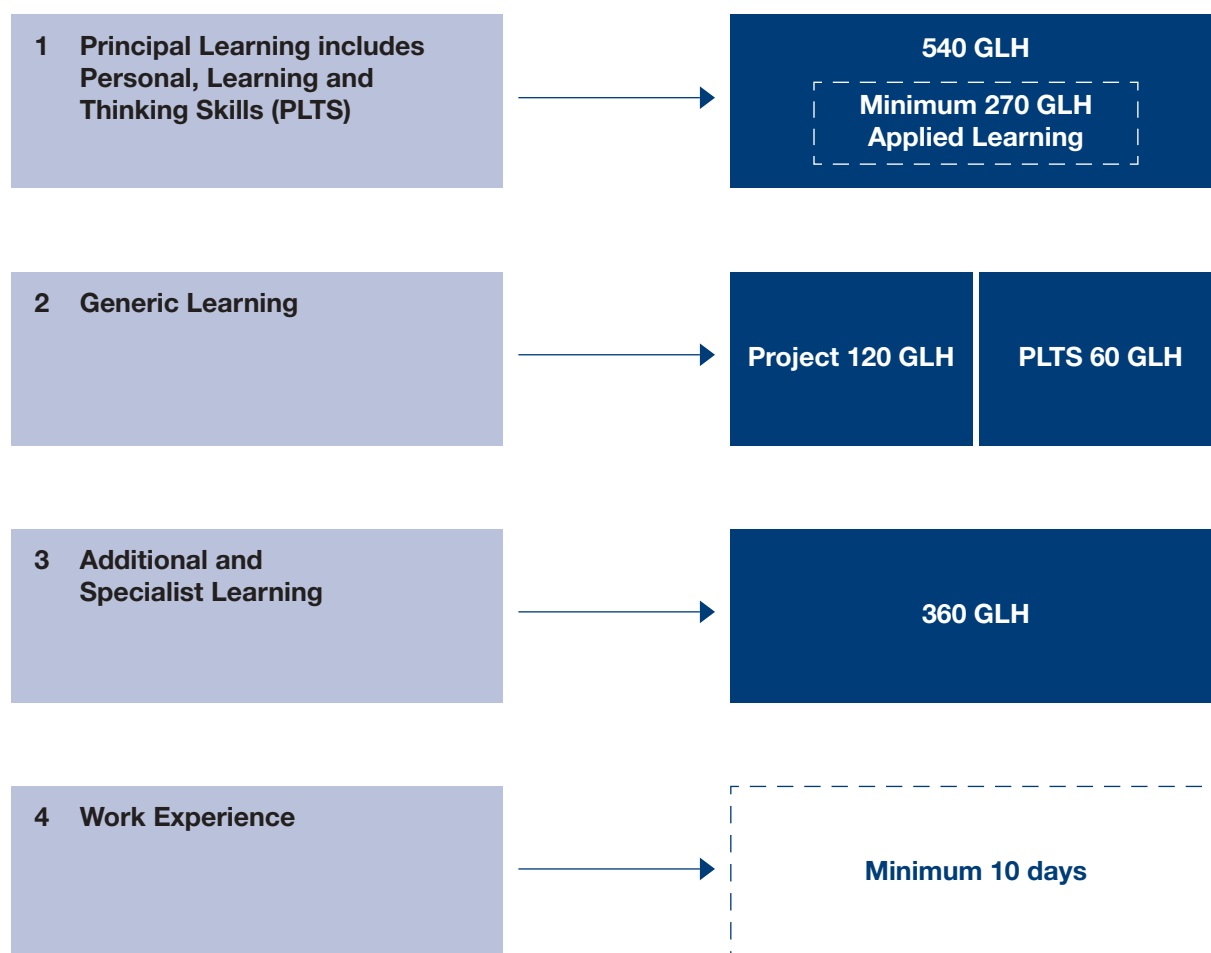 1 Principal Learning includes
Personal, Learning and
Thinking Skills (PLTS)
540 GLH
Minimum 270 GLH
Applied Learning
2 Generic Learning
Project 120 GLH
PLTS 60 GLH
3 Additional and
Specialist Learning
360 GLH
4 Work Experience
Minimum 10 days